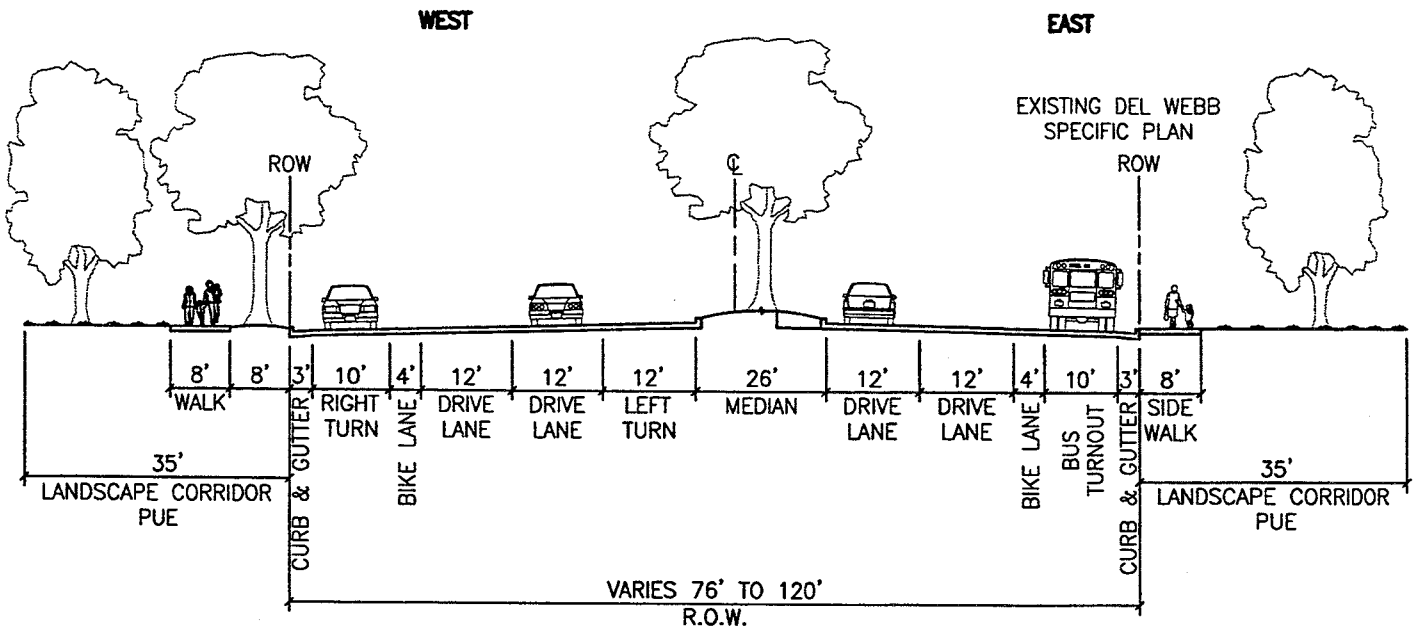 WEST
EAST
EXISTING DEL WEBB
SPECIFIC PLAN
ROW
ROW
℄
8'
WALK
8'
3'
CURB & GUTTER
10'
RIGHT
TURN
4'
BIKE LANE
12'
DRIVE
LANE
12'
DRIVE
LANE
12'
LEFT
TURN
26'
MEDIAN
12'
DRIVE
LANE
12'
DRIVE
LANE
4'
BIKE LANE
10'
BUS
TURNOUT
3'
CURB & GUTTER
8'
SIDE
WALK
35'
LANDSCAPE CORRIDOR
PUE
35'
LANDSCAPE CORRIDOR
PUE
VARIES 76' TO 120'
R.O.W.